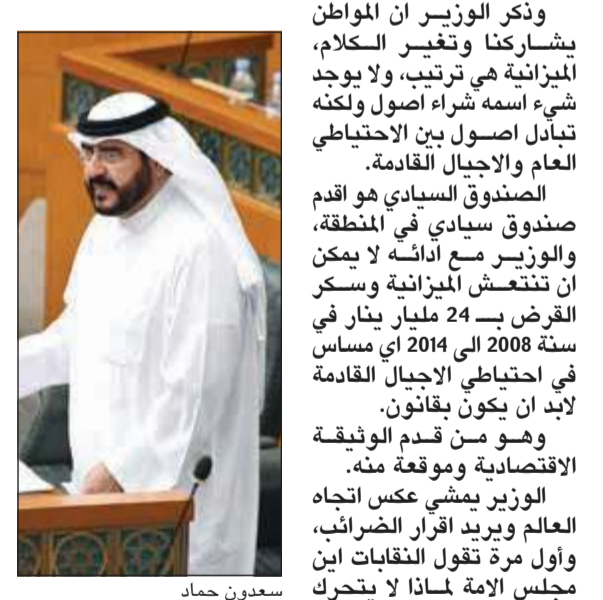 وذكر الوزير ان المواطن
يشاركنا وتغير الكلام،
الميزانية هي ترتيب، ولا يوجد
شيء اسمه شراء اصول ولكنه
تبادل اصول بين الاحتياطي
العام والاجيال القادمة.
الصندوق السيادي هو اقدم
صندوق سيادي في المنطقة،
والوزير مع ادائه لا يمكن
ان تنتعش الميزانية وسكر
القرض بـ 24 مليار ينار في
سنة 2008 الى 2014 اي مساس
في احتياطي الاجيال القادمة
لابد ان يكون بقانون.
وهو من قدم الوثيقة
الاقتصادية وموقعة منه.
الوزير يمشي عكس اتجاه
العالم ويريد اقرار الضرائب،
وأول مرة تقول النقابات اين
مجلس الامة لماذا لا يتحرك
سعدون حماد